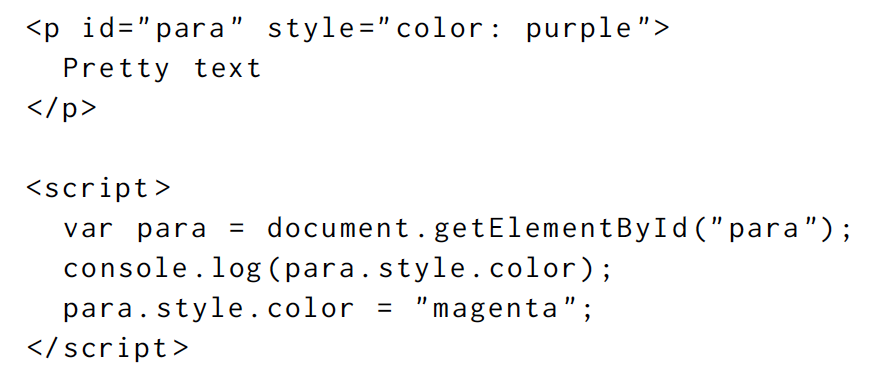 <p id="para" style="color: purple">
  Pretty text
</p>

<script>
  var para = document.getElementById("para");
  console.log(para.style.color);
  para.style.color = "magenta";
</script>